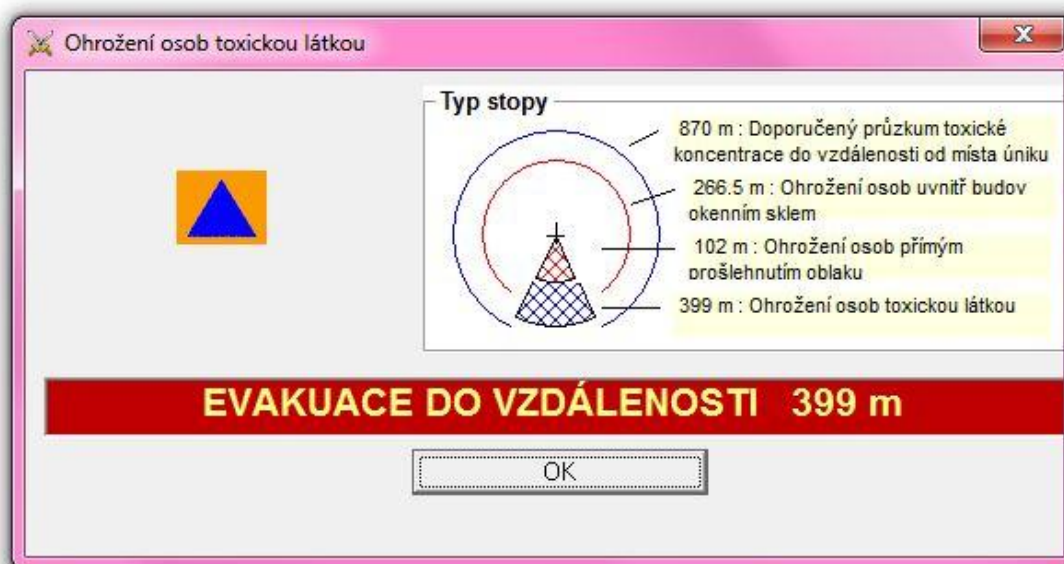 Ohrožení osob toxickou látkou
Typ stopy
870 m : Doporučený průzkum toxické
koncentrace do vzdálenosti od místa úniku
266.5 m : Ohrožení osob uvnitř budov
okenním sklem
102 m : Ohrožení osob přímým
prošlehnutím oblaku
399 m : Ohrožení osob toxickou látkou
EVAKUACE DO VZDÁLENOSTI 399 m
OK